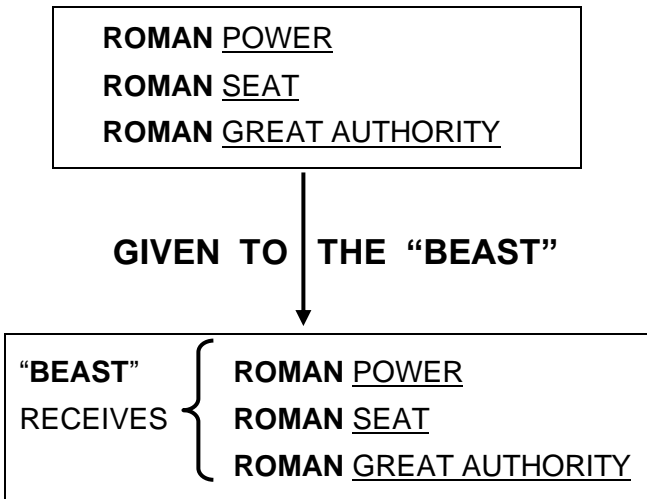 ROMAN POWER
ROMAN SEAT
ROMAN GREAT AUTHORITY
GIVEN TO THE “BEAST”
“BEAST” ROMAN POWER
RECEIVES ROMAN SEAT
ROMAN GREAT AUTHORITY